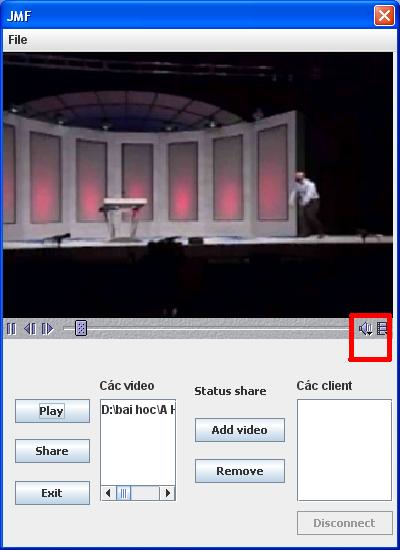 JMF
File
Các video
Status share
Các client
Play
D:\bai hoc\A H
Add video
Share
Remove
Exit
Disconnect